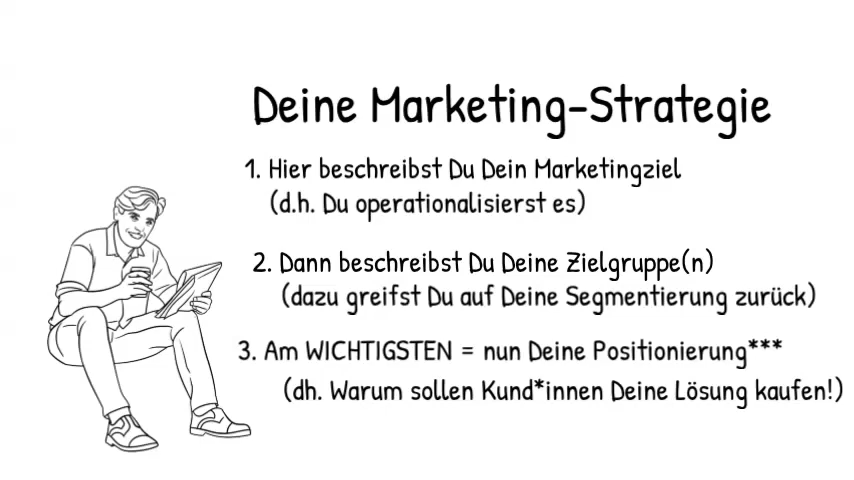 Deine Marketing-Strategie
1. Hier beschreibst Du Dein Marketingziel
(d.h. Du operationalisierst es)
2. Dann beschreibst Du Deine Zielgruppe(n)
(dazu greifst Du auf Deine Segmentierung zurück)
3. Am WICHTIGSTEN = nun Deine Positionierung***
(dh. Warum sollen Kund*innen Deine Lösung kaufen!)